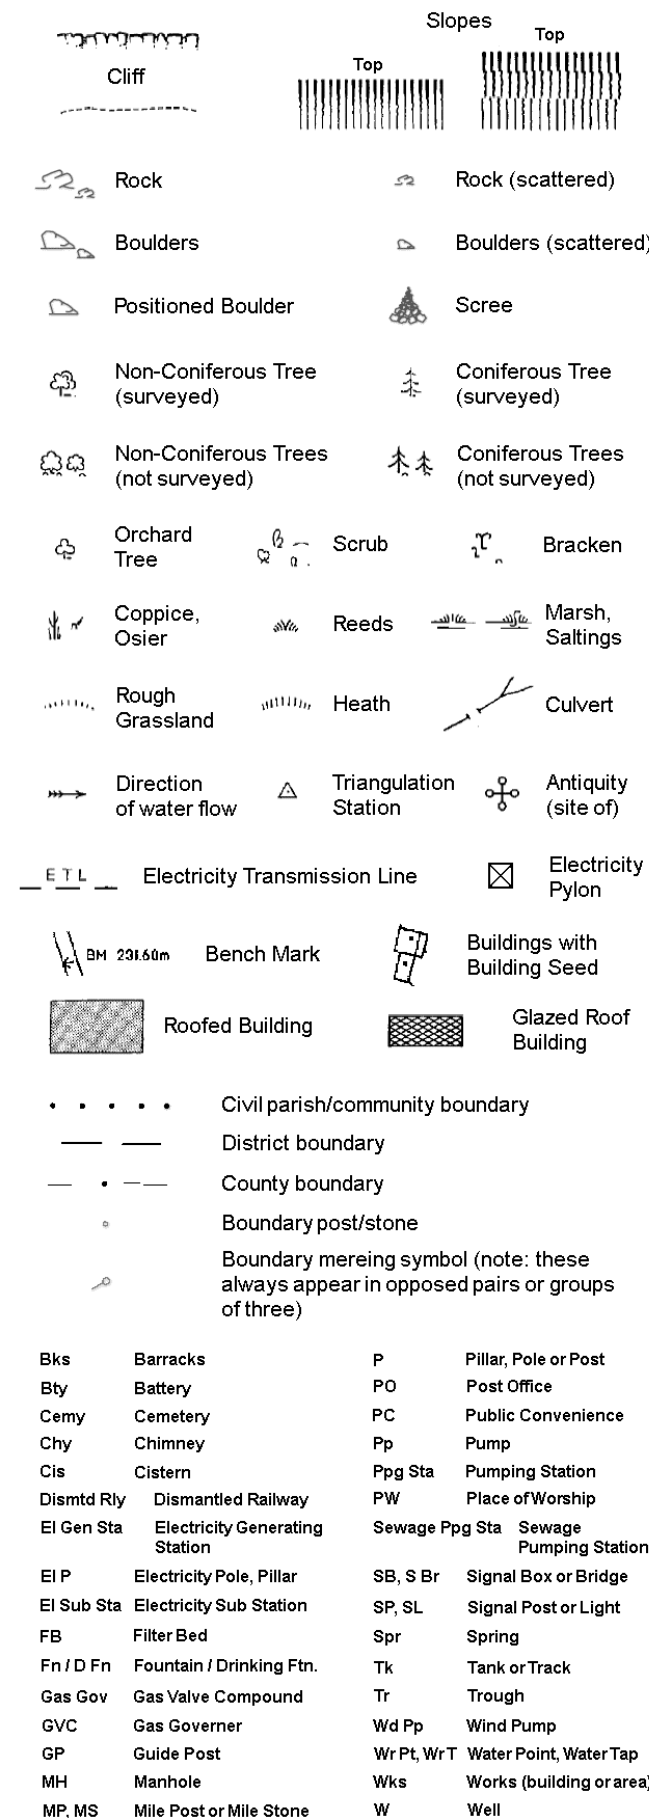 Slopes
Top
Top
Cliff
Rock
Rock (scattered)
Boulders
Boulders (scattered)
Positioned Boulder
Scree
Non-Coniferous Tree
(surveyed)
Coniferous Tree
(surveyed)
Non-Coniferous Trees
(not surveyed)
Coniferous Trees
(not surveyed)
Orchard
Tree
Scrub
Bracken
Coppice,
Osier
Reeds
Marsh,
Saltings
Rough
Grassland
Heath
Culvert
Direction
of water flow
Triangulation
Station
Antiquity
(site of)
E T L
Electricity Transmission Line
Electricity
Pylon
BM 231.60m
Bench Mark
Buildings with
Building Seed
Roofed Building
Glazed Roof
Building
Civil parish/community boundary
District boundary
County boundary
Boundary post/stone
Boundary mereing symbol (note: these
always appear in opposed pairs or groups
of three)
Bks Barracks P Pillar, Pole or Post
Bty Battery PO Post Office
Cemy Cemetery PC Public Convenience
Chy Chimney Pp Pump
Cis Cistern Ppg Sta Pumping Station
Dismtd Rly Dismantled Railway PW Place of Worship
El Gen Sta Electricity Generating
Station
Sewage Ppg Sta Sewage
Pumping Station
El P Electricity Pole, Pillar SB, S Br Signal Box or Bridge
El Sub Sta Electricity Sub Station SP, SL Signal Post or Light
FB Filter Bed Spr Spring
Fn / D Fn Fountain / Drinking Ftn. Tk Tank or Track
Gas Gov Gas Valve Compound Tr Trough
GVC Gas Governer Wd Pp Wind Pump
GP Guide Post Wr Pt, Wr T Water Point, Water Tap
MH Manhole Wks Works (building or area)
MP, MS Mile Post or Mile Stone W Well